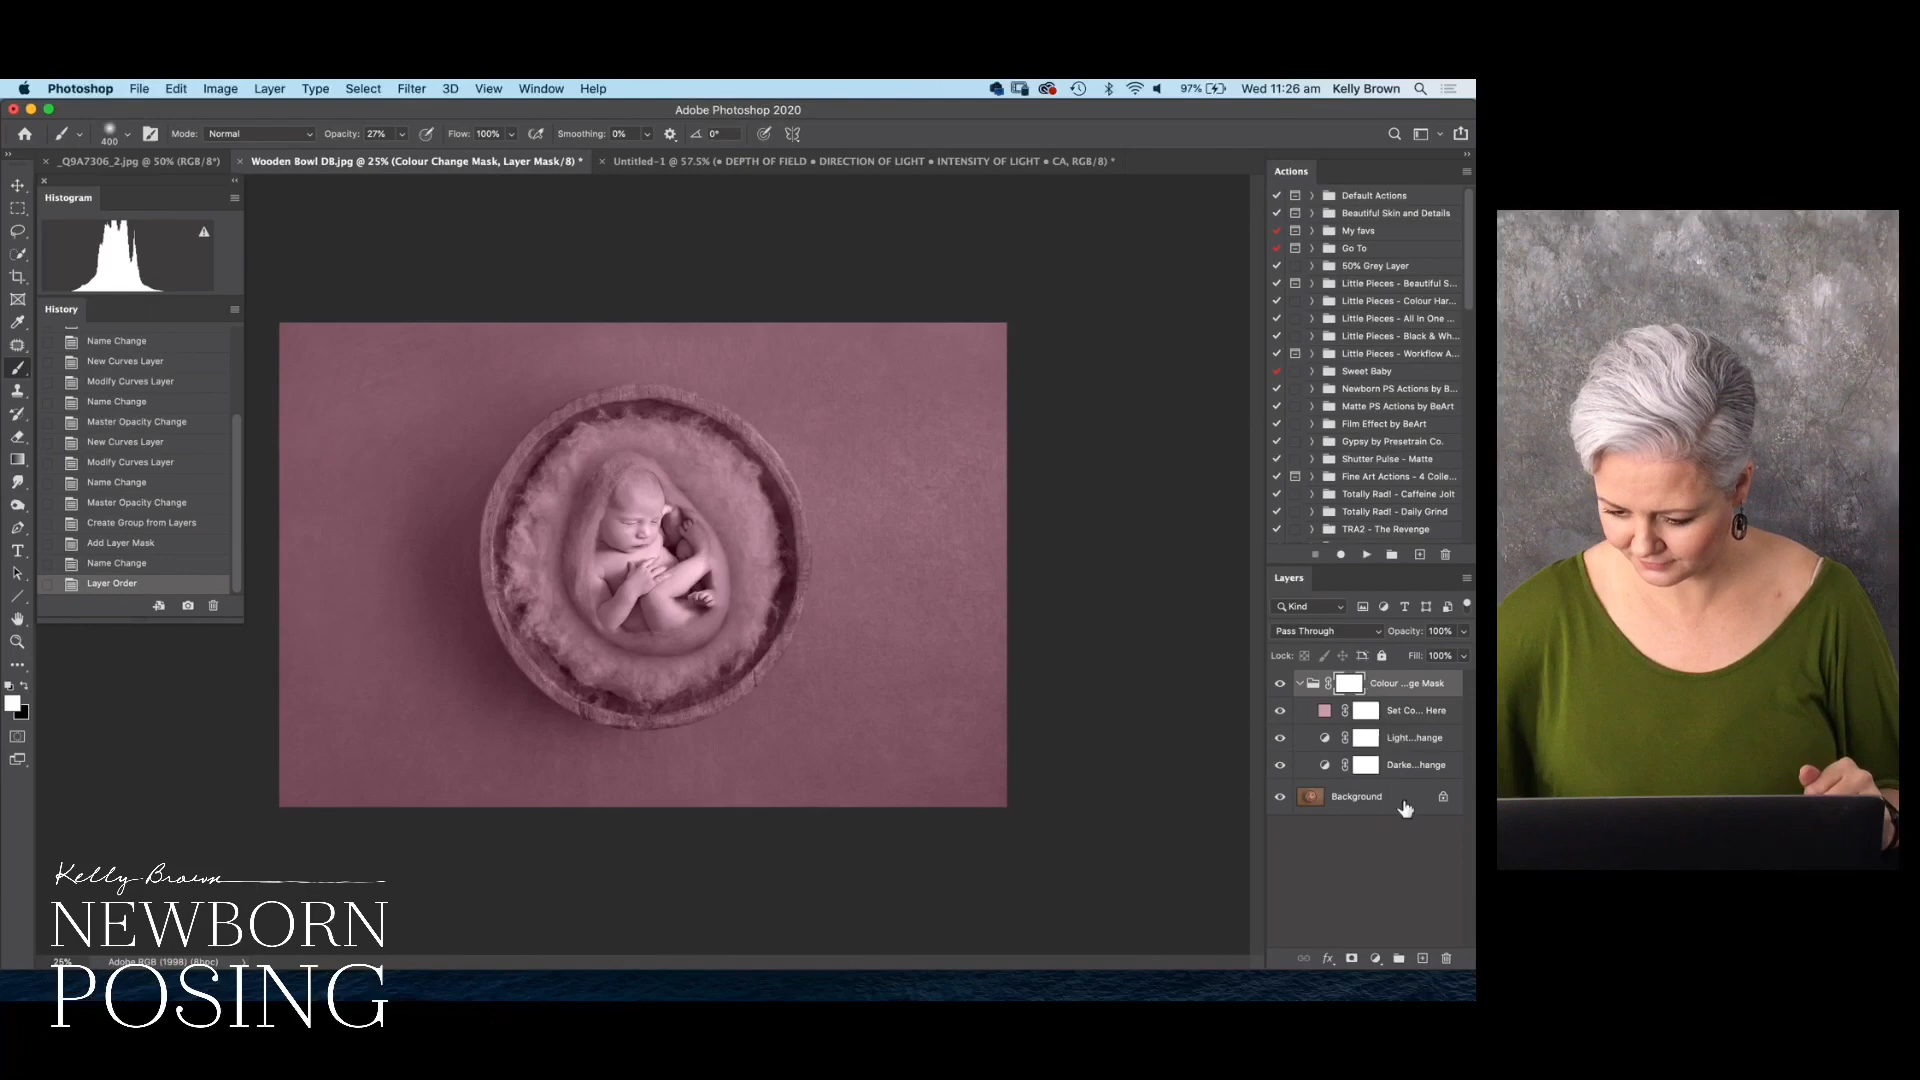 Photoshop File Edit Image Layer Type Select Filter 3D View Window Help 97% Wed 11:26 am Kelly Brown
Adobe Photoshop 2020
400 Mode: Normal Opacity: 27% Flow: 100% Smoothing: 0% 0°
_Q9A7306_2.jpg @ 50% (RGB/8*) Wooden Bowl DB.jpg @ 25% (Colour Change Mask, Layer Mask/8) * Untitled-1 @ 57.5% (● DEPTH OF FIELD ● DIRECTION OF LIGHT ● INTENSITY OF LIGHT ● CA, RGB/8) *
Histogram
History
Name Change
New Curves Layer
Modify Curves Layer
Name Change
Master Opacity Change
New Curves Layer
Modify Curves Layer
Name Change
Master Opacity Change
Create Group from Layers
Add Layer Mask
Name Change
Layer Order
Actions
Default Actions
Beautiful Skin and Details
My favs
Go To
50% Grey Layer
Little Pieces - Beautiful S...
Little Pieces - Colour Har...
Little Pieces - All In One ...
Little Pieces - Black & Wh...
Little Pieces - Workflow A...
Sweet Baby
Newborn PS Actions by B...
Matte PS Actions by BeArt
Film Effect by BeArt
Gypsy by Presetrain Co.
Shutter Pulse - Matte
Fine Art Actions - 4 Colle...
Totally Rad! - Caffeine Jolt
Totally Rad! - Daily Grind
TRA2 - The Revenge
Layers
Kind
Pass Through Opacity: 100%
Lock: Fill: 100%
Colour ...ge Mask
Set Co... Here
Light...hange
Darke...hange
Background
fx
25% Adobe RGB (1998) (8bpc)
Kelly Brown
NEWBORN
POSING